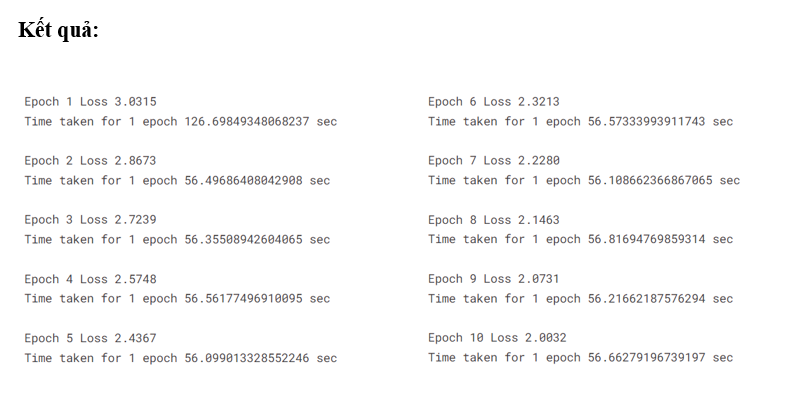 Kết quả:
Epoch 1 Loss 3.0315
Time taken for 1 epoch 126.69849348068237 sec
Epoch 2 Loss 2.8673
Time taken for 1 epoch 56.49686408042908 sec
Epoch 3 Loss 2.7239
Time taken for 1 epoch 56.35508942604065 sec
Epoch 4 Loss 2.5748
Time taken for 1 epoch 56.56177496910095 sec
Epoch 5 Loss 2.4367
Time taken for 1 epoch 56.099013328552246 sec
Epoch 6 Loss 2.3213
Time taken for 1 epoch 56.57333993911743 sec
Epoch 7 Loss 2.2280
Time taken for 1 epoch 56.108662366867065 sec
Epoch 8 Loss 2.1463
Time taken for 1 epoch 56.81694769859314 sec
Epoch 9 Loss 2.0731
Time taken for 1 epoch 56.21662187576294 sec
Epoch 10 Loss 2.0032
Time taken for 1 epoch 56.66279196739197 sec